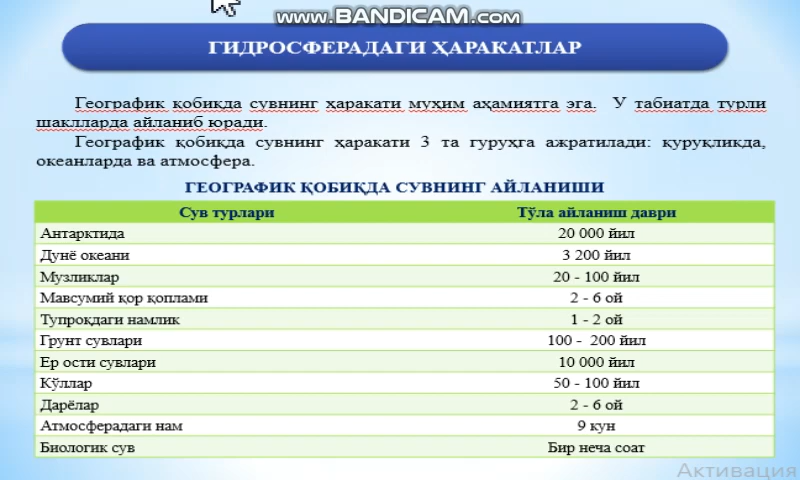 www.BANDICAM.com
ГИДРОСФЕРАДАГИ ҲАРАКАТЛАР
Географик қобиқда сувнинг ҳаракати муҳим аҳамиятга эга. У табиатда турли
шаклларда айланиб юради.
Географик қобиқда сувнинг ҳаракати 3 та гуруҳга ажратилади: қуруқликда,
океанларда ва атмосфера.
ГЕОГРАФИК ҚОБИҚДА СУВНИНГ АЙЛАНИШИ
Сув турлари Тўла айланиш даври
Антарктида 20 000 йил
Дунё океани 3 200 йил
Музликлар 20 - 100 йил
Мавсумий қор қоплами 2 - 6 ой
Тупроқдаги намлик 1 - 2 ой
Грунт сувлари 100 - 200 йил
Ер ости сувлари 10 000 йил
Кўллар 50 - 100 йил
Дарёлар 2 - 6 ой
Атмосферадаги нам 9 кун
Биологик сув Бир неча соат
Активация